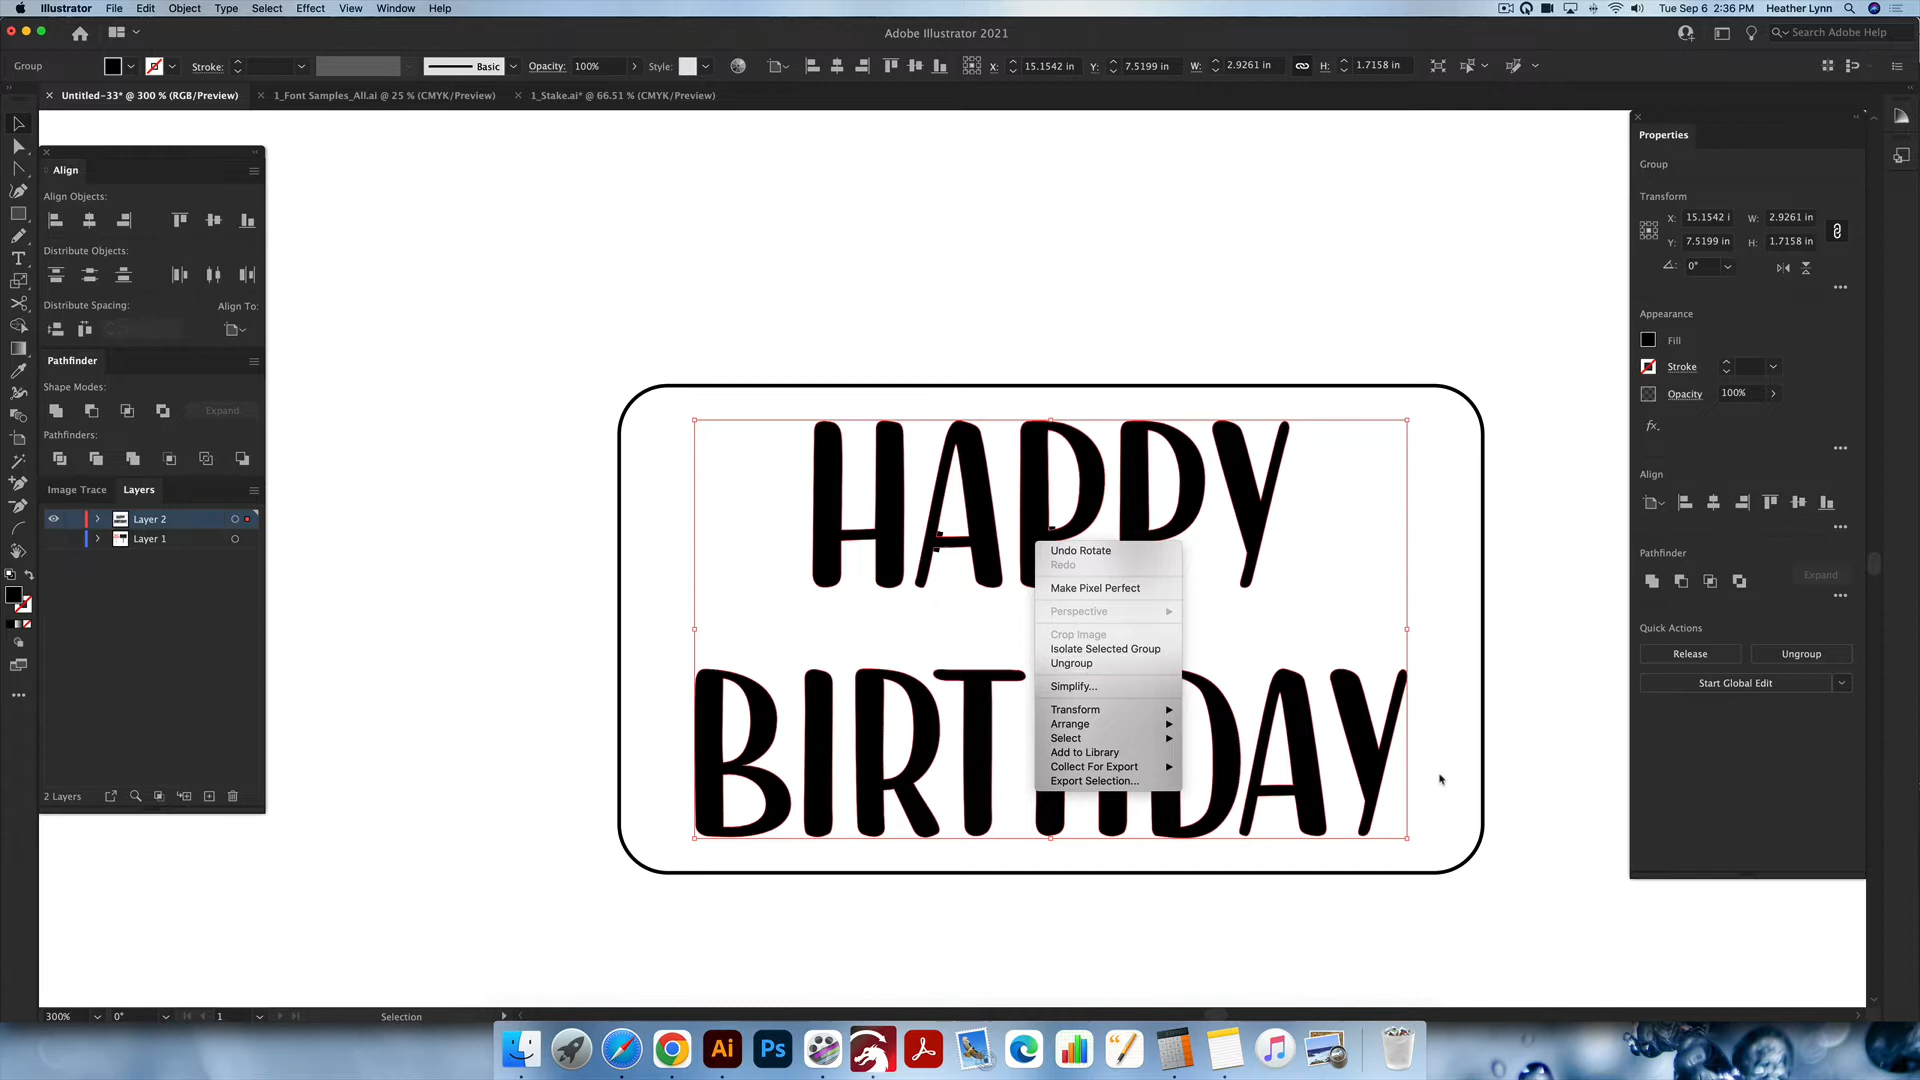 Illustrator File Edit Object Type Select Effect View Window Help
Tue Sep 6 2:36 PM Heather Lynn
Adobe Illustrator 2021
Search Adobe Help
Group Stroke: Basic Opacity: 100% Style: X: 15.1542 in Y: 7.5199 in W: 2.9261 in H: 1.7158 in
Untitled-33* @ 300 % (RGB/Preview) 1_Font Samples_All.ai @ 25 % (CMYK/Preview) 1_Stake.ai* @ 66.51 % (CMYK/Preview)
Align
Align Objects:
Distribute Objects:
Distribute Spacing: Align To:
Pathfinder
Shape Modes:
Expand
Pathfinders:
Image Trace Layers
Layer 2
Layer 1
2 Layers
HAPPY
BIRTHDAY
Undo Rotate
Redo
Make Pixel Perfect
Perspective
Crop Image
Isolate Selected Group
Ungroup
Simplify...
Transform
Arrange
Select
Add to Library
Collect For Export
Export Selection...
Properties
Group
Transform
X: 15.1542 i W: 2.9261 in
Y: 7.5199 in H: 1.7158 in
0°
Appearance
Fill
Stroke
Opacity 100%
fx.
Align
Pathfinder
Expand
Quick Actions
Release Ungroup
Start Global Edit
300% 0° 1 Selection
Ai Ps